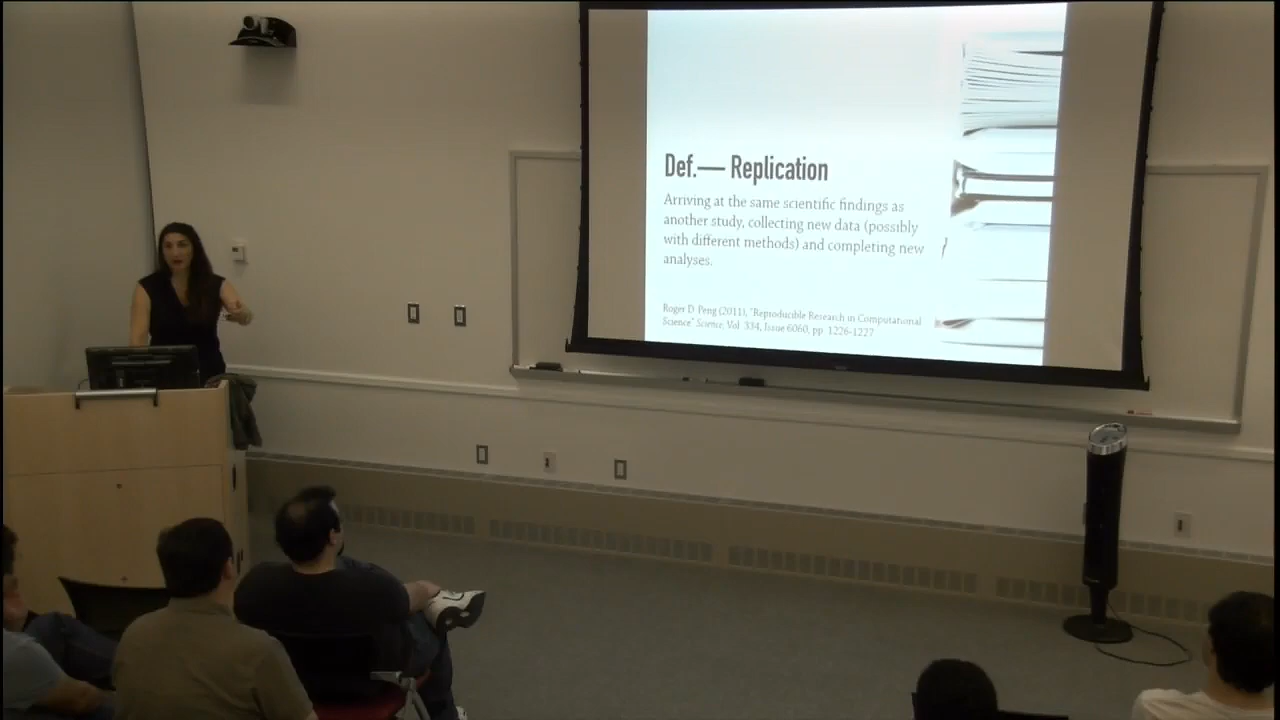 Def.— Replication
Arriving at the same scientific findings as
another study, collecting new data (possibly
with different methods) and completing new
analyses.
Roger D. Peng (2011), "Reproducible Research in Computational
Science" Science, Vol. 334, Issue 6060, pp. 1226-1227